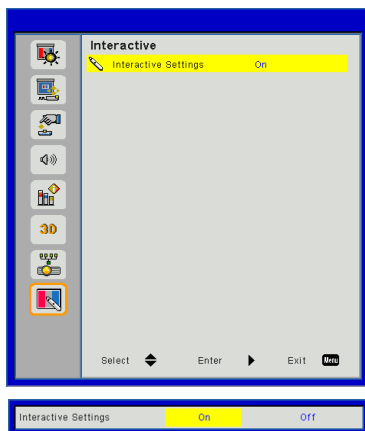 Interactive
Interactive Settings On
3D
Select Enter Exit Menu
Interactive Settings On Off